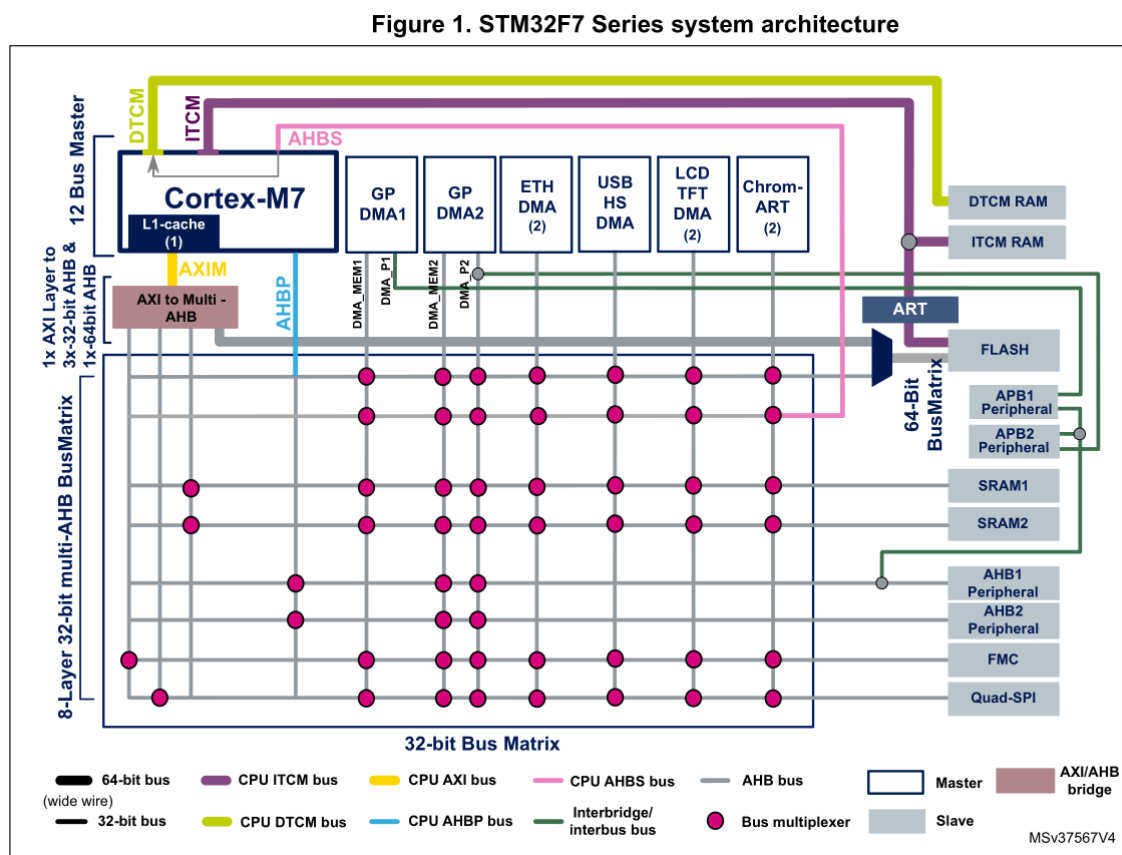 Figure 1. STM32F7 Series system architecture
12 Bus Master
DTCM
ITCM
AHBS
Cortex-M7
L1-cache
(1)
GP
DMA1
GP
DMA2
ETH
DMA
(2)
USB
HS
DMA
LCD
TFT
DMA
(2)
Chrom-
ART
(2)
DTCM RAM
ITCM RAM
1x AXI Layer to
3x-32-bit AHB &
1x-64bit AHB
AXIM
AXI to Multi -
AHB
AHBP
DMA_MEM1
DMA_P1
DMA_MEM2
DMA_P2
ART
FLASH
64-Bit
BusMatrix
APB1
Peripheral
APB2
Peripheral
8-Layer 32-bit multi-AHB BusMatrix
SRAM1
SRAM2
AHB1
Peripheral
AHB2
Peripheral
FMC
Quad-SPI
32-bit Bus Matrix
64-bit bus
(wide wire)
32-bit bus
CPU ITCM bus
CPU DTCM bus
CPU AXI bus
CPU AHBP bus
CPU AHBS bus
Interbridge/
interbus bus
AHB bus
Bus multiplexer
Master
Slave
AXI/AHB
bridge
MSv37567V4